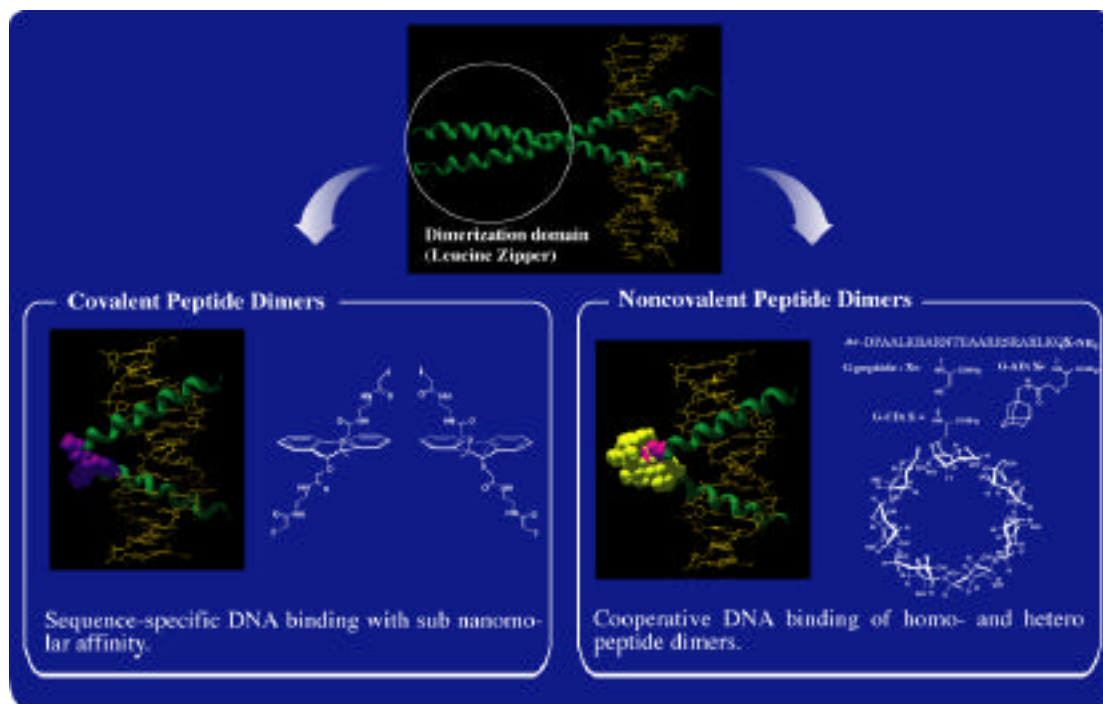 Dimerization domain
(Leucine Zipper)
Covalent Peptide Dimers
Noncovalent Peptide Dimers
Sequence-specific DNA binding with sub nanomo-
lar affinity.
Cooperative DNA binding of homo- and hetero
peptide dimers.